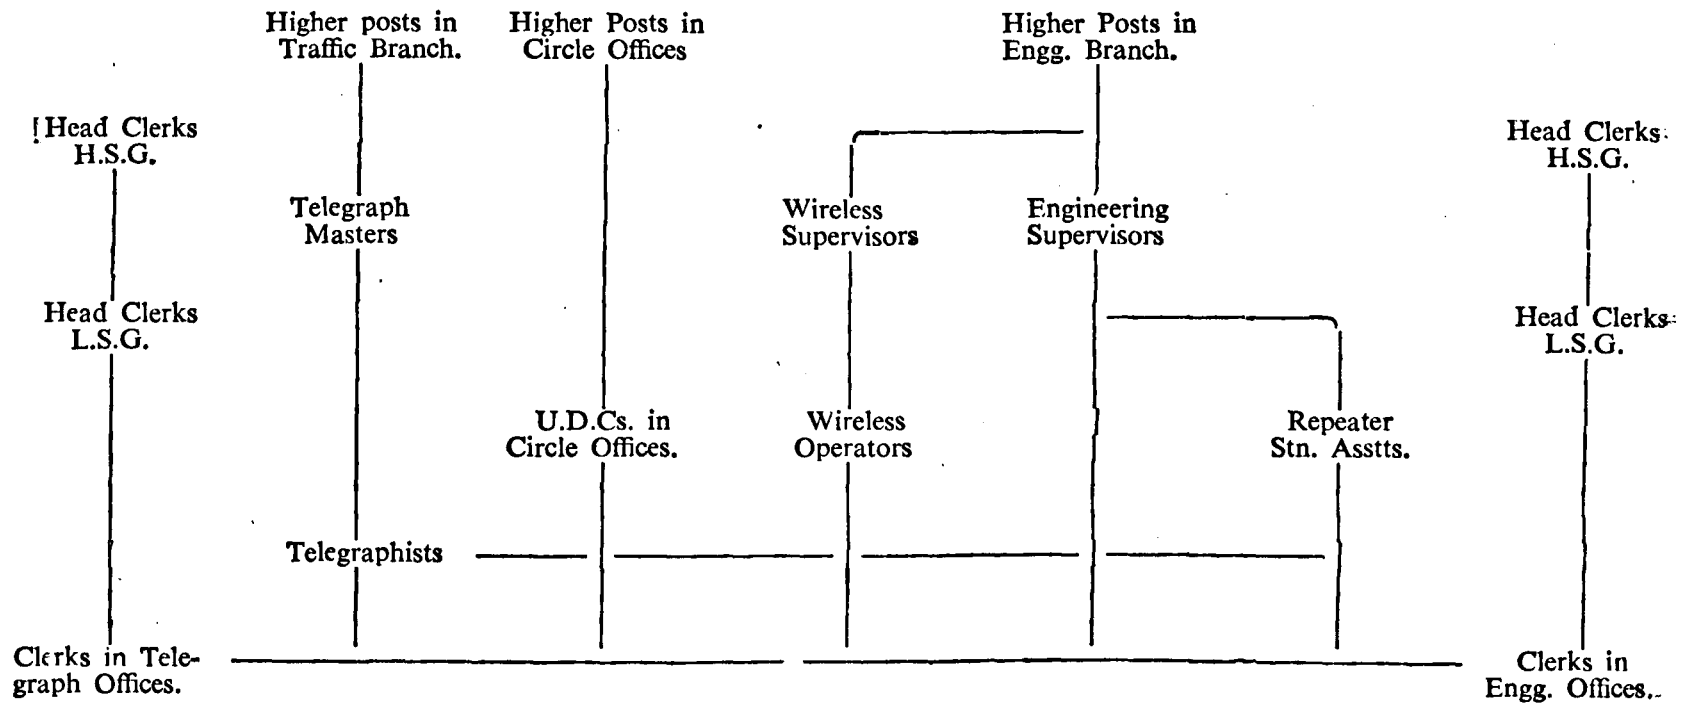 Higher posts in
Traffic Branch.
Higher Posts in
Circle Offices
Higher Posts in
Engg. Branch.
Head Clerks
H.S.G.
Head Clerks
H.S.G.
Telegraph
Masters
Wireless
Supervisors
Engineering
Supervisors
Head Clerks
L.S.G.
Head Clerks
L.S.G.
U.D.Cs. in
Circle Offices.
Wireless
Operators
Repeater
Stn. Asstts.
Telegraphists
Clerks in Tele-
graph Offices.
Clerks in
Engg. Offices.